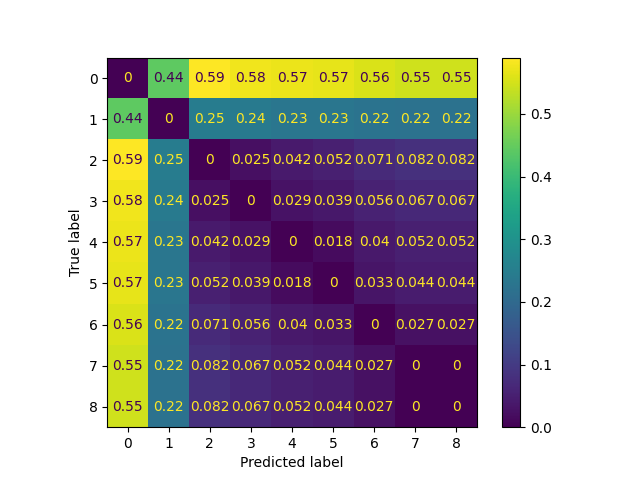 0 0 0.44 0.59 0.58 0.57 0.57 0.56 0.55 0.55
1 0.44 0 0.25 0.24 0.23 0.23 0.22 0.22 0.22
2 0.59 0.25 0 0.025 0.042 0.052 0.071 0.082 0.082
3 0.58 0.24 0.025 0 0.029 0.039 0.056 0.067 0.067
4 0.57 0.23 0.042 0.029 0 0.018 0.04 0.052 0.052
5 0.57 0.23 0.052 0.039 0.018 0 0.033 0.044 0.044
6 0.56 0.22 0.071 0.056 0.04 0.033 0 0.027 0.027
7 0.55 0.22 0.082 0.067 0.052 0.044 0.027 0 0
8 0.55 0.22 0.082 0.067 0.052 0.044 0.027 0 0
0 1 2 3 4 5 6 7 8
Predicted label
True label
0.5
0.4
0.3
0.2
0.1
0.0